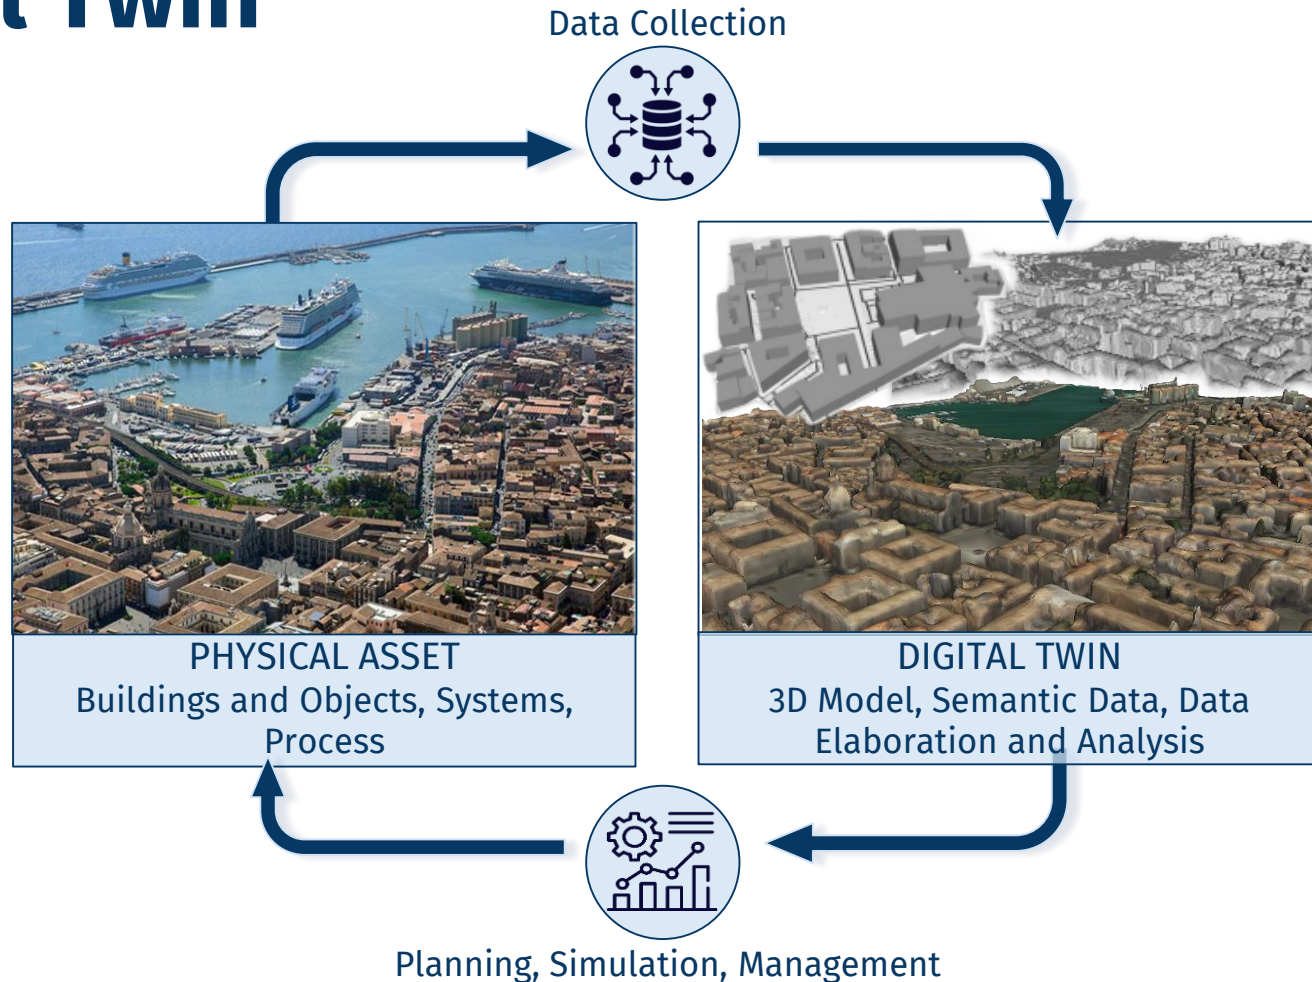 Twin
Data Collection
PHYSICAL ASSET
Buildings and Objects, Systems,
Process
DIGITAL TWIN
3D Model, Semantic Data, Data
Elaboration and Analysis
Planning, Simulation, Management